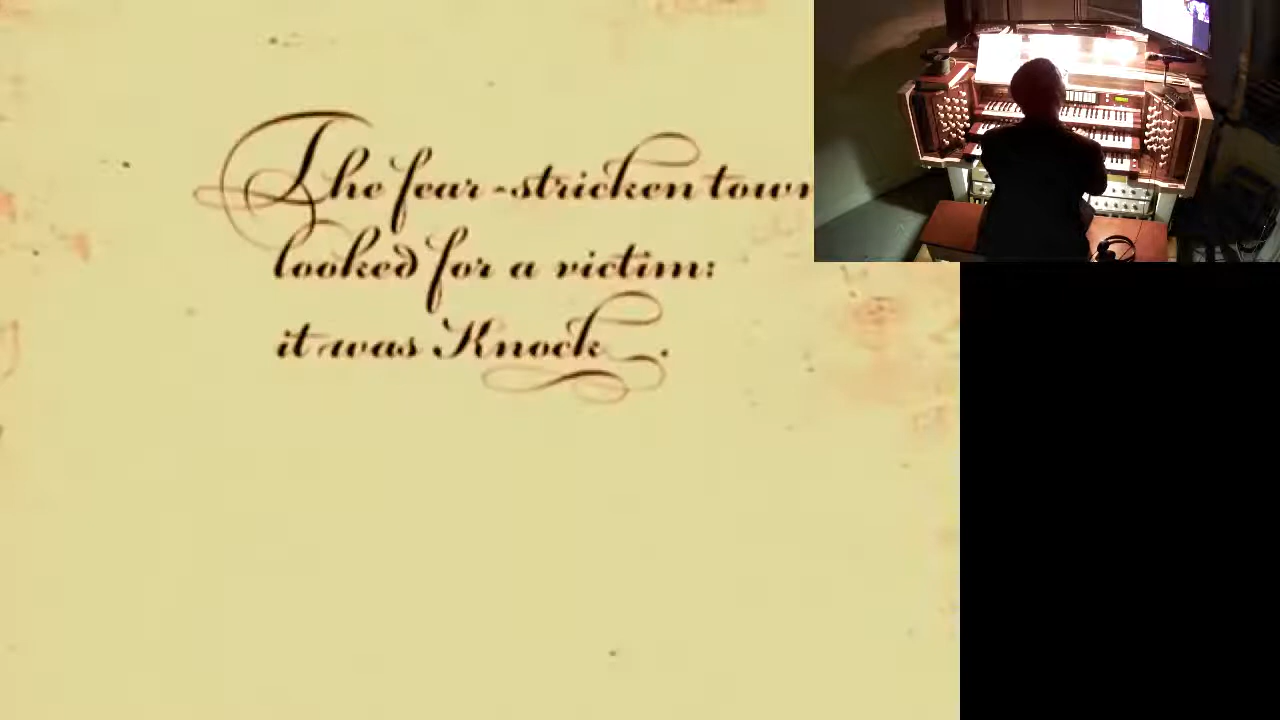 The fear-stricken town
looked for a victim:
it was Knock.